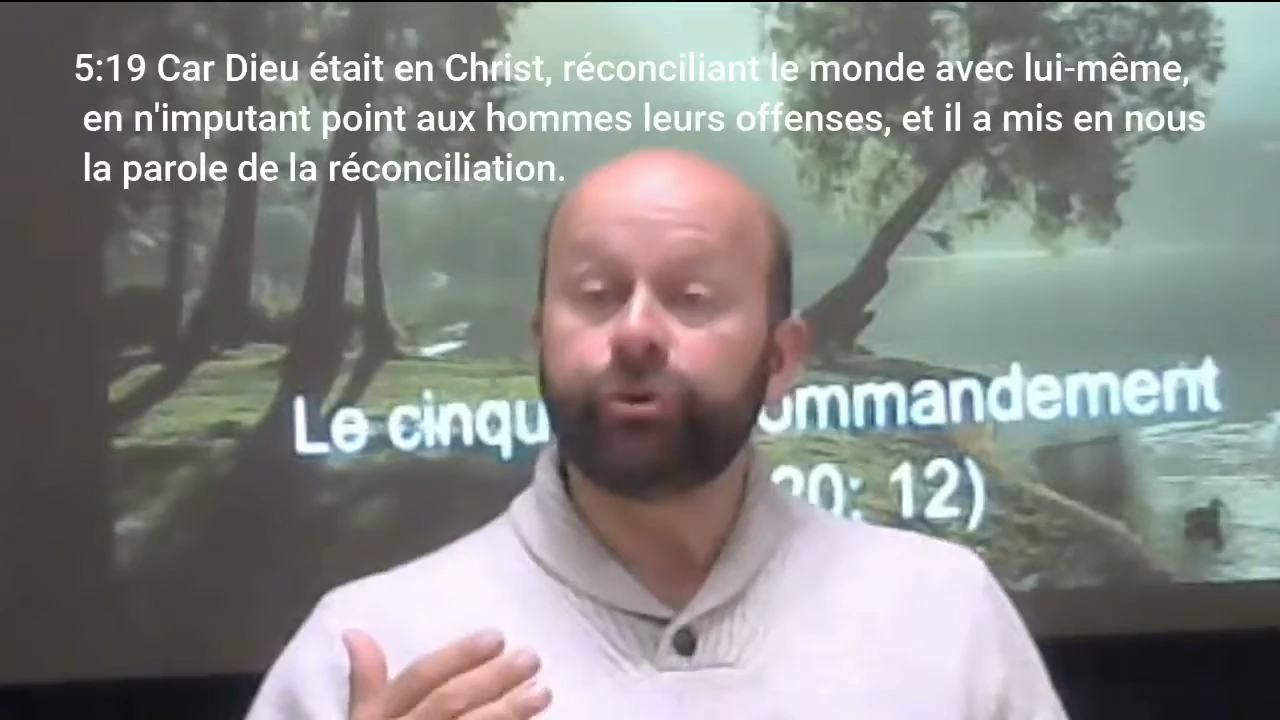 5:19 Car Dieu était en Christ, réconciliant le monde avec lui-même,
en n'imputant point aux hommes leurs offenses, et il a mis en nous
la parole de la réconciliation.
Le cinqu ommandement
20: 12)